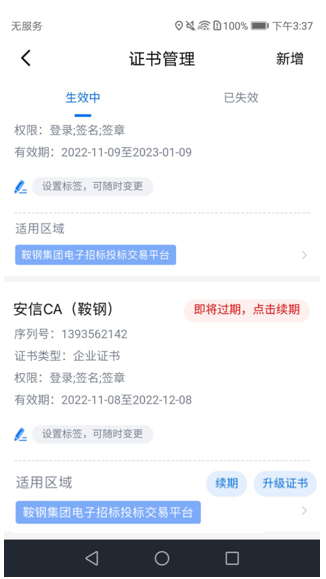 无服务
100%
下午3:37
证书管理
新增
生效中
已失效
权限：登录;签名;签章
有效期：2022-11-09至2023-01-09
设置标签，可随时变更
适用区域
鞍钢集团电子招标投标交易平台
安信CA（鞍钢）
即将过期，点击续期
序列号：1393562142
证书类型：企业证书
权限：登录;签名;签章
有效期：2022-11-08至2022-12-08
设置标签，可随时变更
适用区域
续期
升级证书
鞍钢集团电子招标投标交易平台